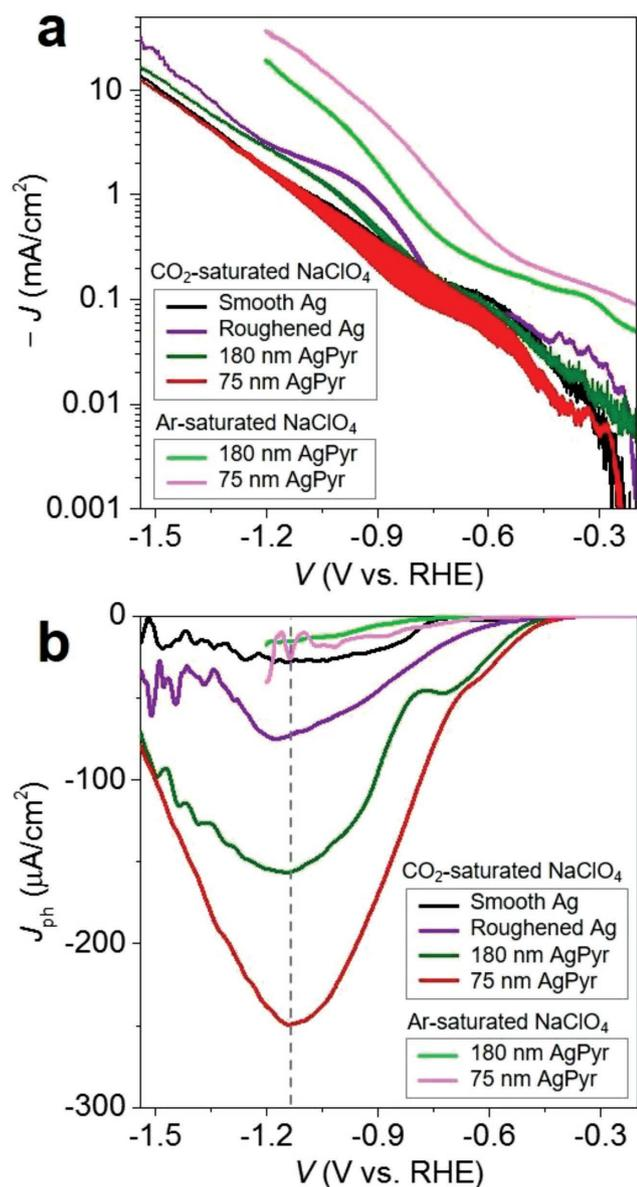 a
10
1
0.1
0.01
0.001
– J (mA/cm²)
CO₂-saturated NaClO₄
Smooth Ag
Roughened Ag
180 nm AgPyr
75 nm AgPyr
Ar-saturated NaClO₄
180 nm AgPyr
75 nm AgPyr
-1.5 -1.2 -0.9 -0.6 -0.3
V (V vs. RHE)
b
0
-100
-200
-300
Jph (μA/cm²)
CO₂-saturated NaClO₄
Smooth Ag
Roughened Ag
180 nm AgPyr
75 nm AgPyr
Ar-saturated NaClO₄
180 nm AgPyr
75 nm AgPyr
-1.5 -1.2 -0.9 -0.6 -0.3
V (V vs. RHE)